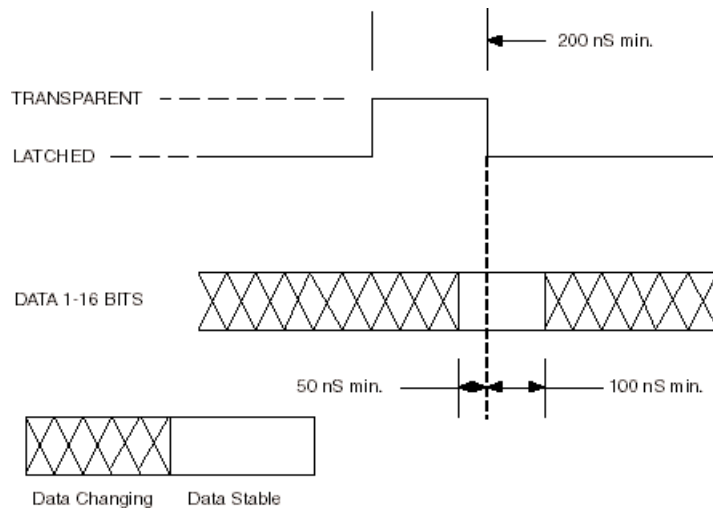 200 nS min.
TRANSPARENT
LATCHED
DATA 1-16 BITS
50 nS min.
100 nS min.
Data Changing
Data Stable